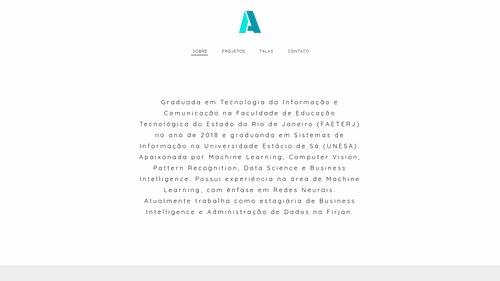 A
SOBRE PROJETOS TALKS CONTATO
Graduada em Tecnologia da Informação e
Comunicação na Faculdade de Educação
Tecnológica do Estado do Rio de Janeiro (FAETERJ)
no ano de 2018 e graduanda em Sistemas de
Informação na Universidade Estácio de Sá (UNESA).
Apaixonada por Machine Learning, Computer Vision,
Pattern Recognition, Data Science e Business
Intelligence. Possui experiência na área de Machine
Learning, com ênfase em Redes Neurais.
Atualmente trabalha como estagiária de Business
Intelligence e Administração de Dados na Firjan.